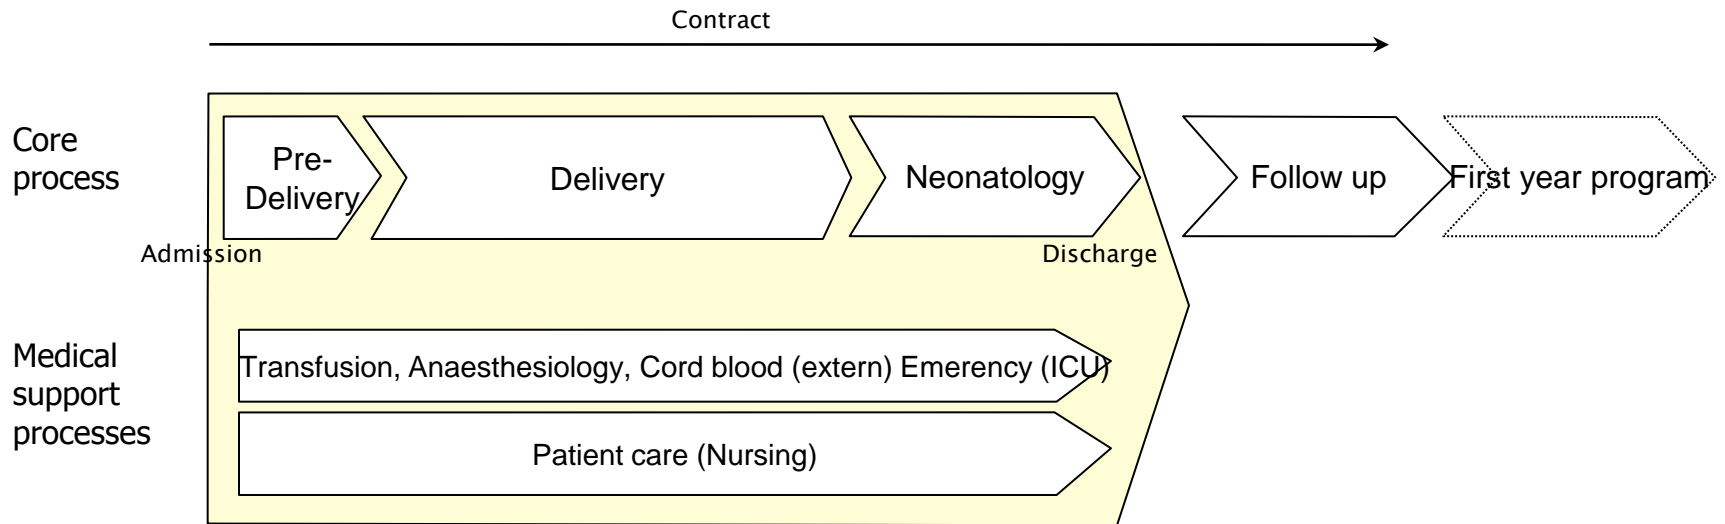 Contract
Core
process
Pre-
Delivery
Delivery
Neonatology
Follow up
First year program
Admission
Discharge
Medical
support
processes
Transfusion, Anaesthesiology, Cord blood (extern) Emerency (ICU)
Patient care (Nursing)